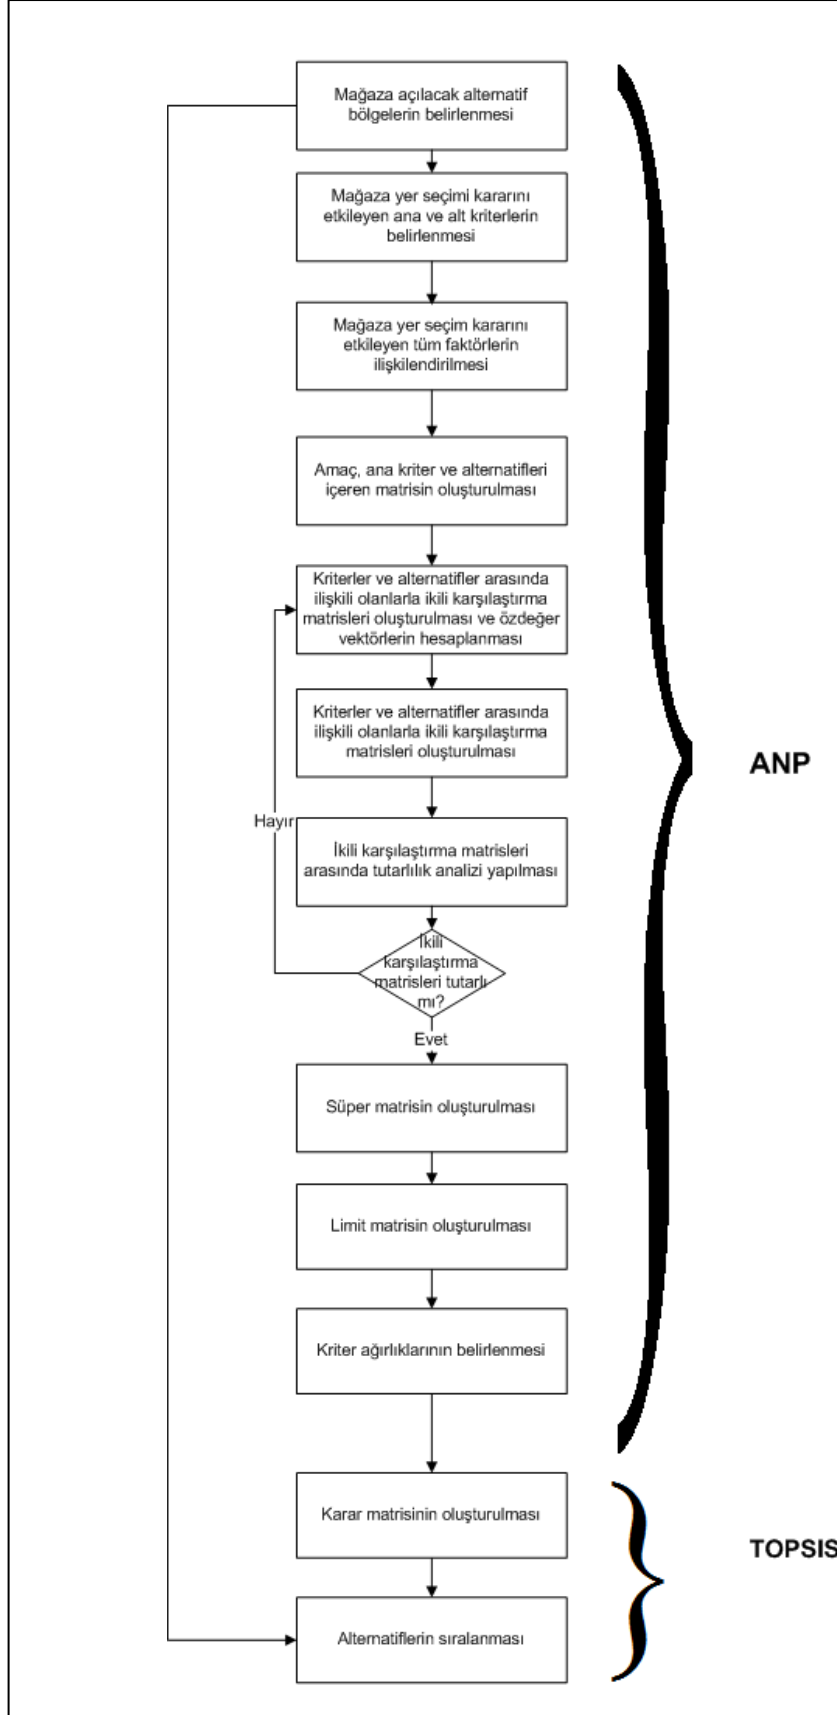 Mağaza açılacak alternatif
bölgelerin belirlenmesi
Mağaza yer seçimi kararını
etkileyen ana ve alt kriterlerin
belirlenmesi
Mağaza yer seçim kararını
etkileyen tüm faktörlerin
ilişkilendirilmesi
Amaç, ana kriter ve alternatifleri
içeren matrisin oluşturulması
Kriterler ve alternatifler arasında
ilişkili olanlarla ikili karşılaştırma
matrisleri oluşturulması ve özdeğer
vektörlerin hesaplanması
Kriterler ve alternatifler arasında
ilişkili olanlarla ikili karşılaştırma
matrisleri oluşturulması
ANP
Hayır
İkili karşılaştırma matrisleri
arasında tutarlılık analizi yapılması
İkili
karşılaştırma
matrisleri tutarlı
mı?
Evet
Süper matrisin oluşturulması
Limit matrisin oluşturulması
Kriter ağırlıklarının belirlenmesi
Karar matrisinin oluşturulması
TOPSIS
Alternatiflerin sıralanması